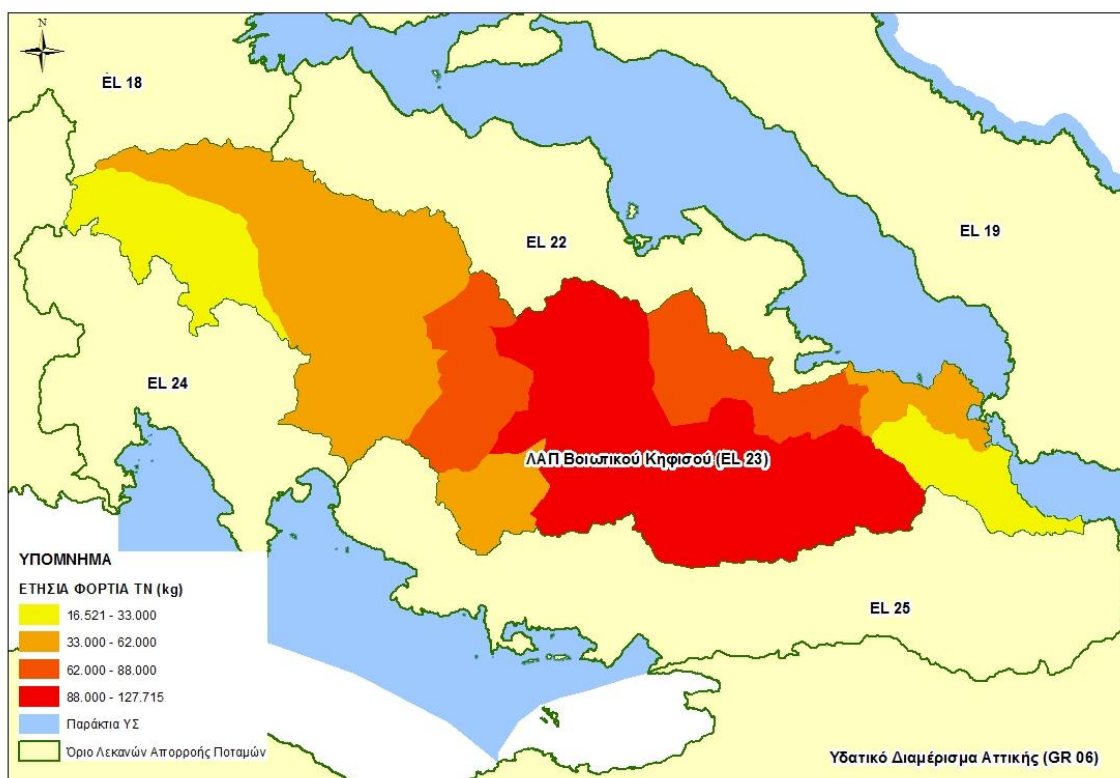 N
EL 18
EL 22
EL 19
EL 24
ΛΑΠ Βοιωτικού Κηφισού (EL 23)
EL 25
ΥΠΟΜΝΗΜΑ
ΕΤΗΣΙΑ ΦΟΡΤΙΑ TN (kg)
16.521 - 33.000
33.000 - 62.000
62.000 - 88.000
88.000 - 127.715
Παράκτια ΥΣ
Όριο Λεκανών Απορροής Ποταμών
Υδατικό Διαμέρισμα Αττικής (GR 06)